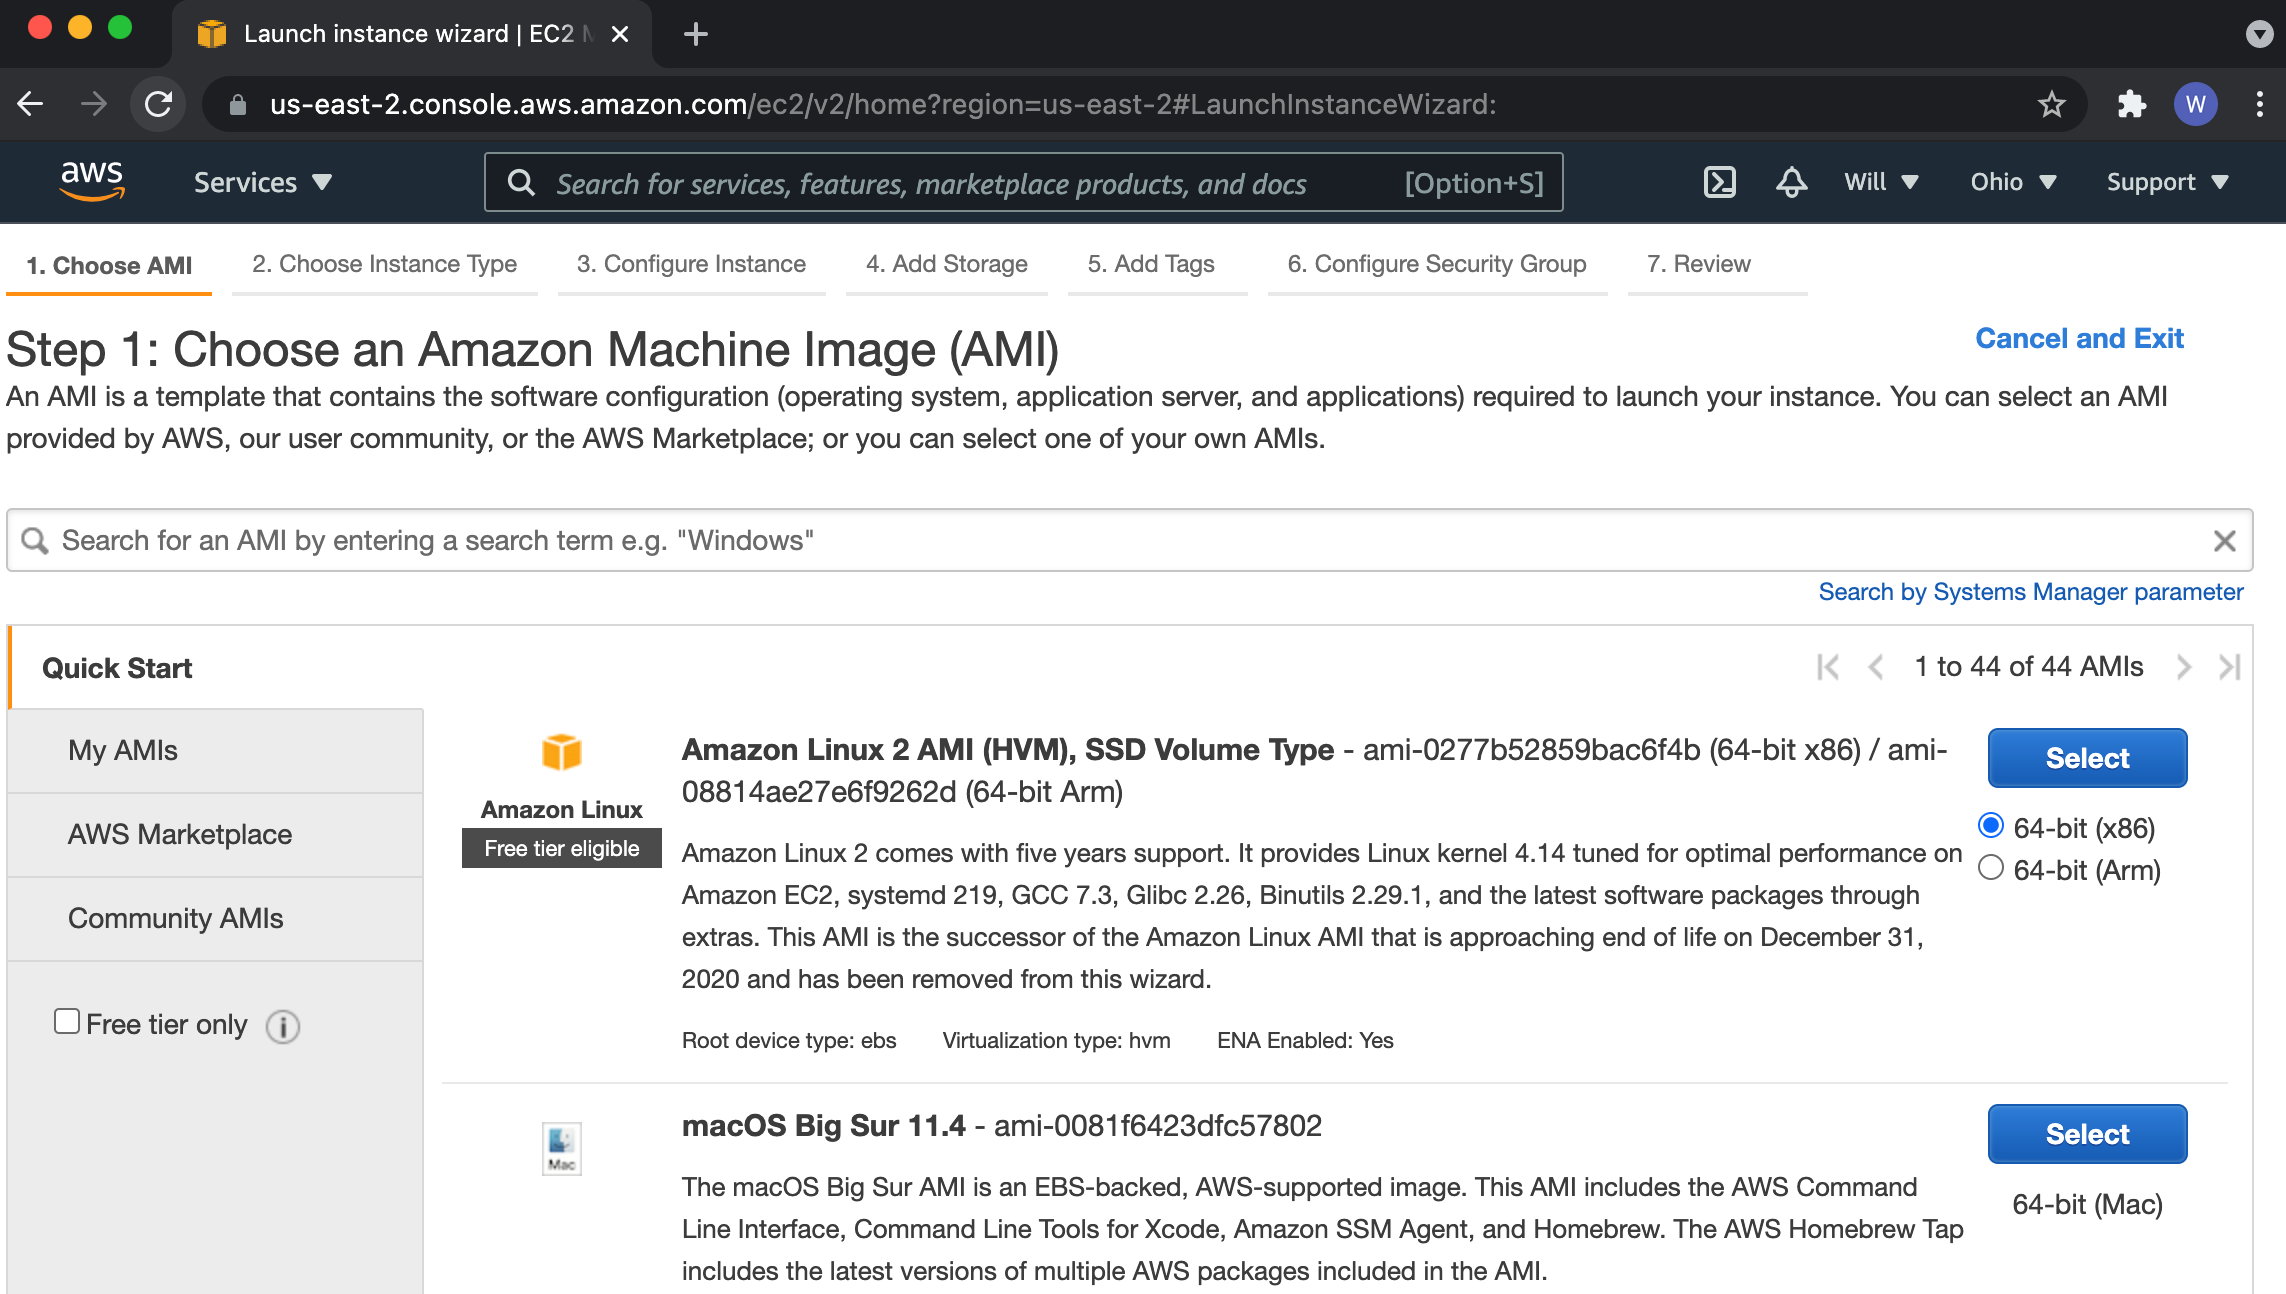 Launch instance wizard | EC2 M
us-east-2.console.aws.amazon.com/ec2/v2/home?region=us-east-2#LaunchInstanceWizard:
W
aws
Services
Search for services, features, marketplace products, and docs
[Option+S]
Will
Ohio
Support
1. Choose AMI
2. Choose Instance Type
3. Configure Instance
4. Add Storage
5. Add Tags
6. Configure Security Group
7. Review
Step 1: Choose an Amazon Machine Image (AMI)
Cancel and Exit
An AMI is a template that contains the software configuration (operating system, application server, and applications) required to launch your instance. You can select an AMI
provided by AWS, our user community, or the AWS Marketplace; or you can select one of your own AMIs.
Search for an AMI by entering a search term e.g. "Windows"
Search by Systems Manager parameter
Quick Start
My AMIs
AWS Marketplace
Community AMIs
Free tier only
i
1 to 44 of 44 AMIs
Amazon Linux
Free tier eligible
Amazon Linux 2 AMI (HVM), SSD Volume Type - ami-0277b52859bac6f4b (64-bit x86) / ami-
08814ae27e6f9262d (64-bit Arm)
Amazon Linux 2 comes with five years support. It provides Linux kernel 4.14 tuned for optimal performance on
Amazon EC2, systemd 219, GCC 7.3, Glibc 2.26, Binutils 2.29.1, and the latest software packages through
extras. This AMI is the successor of the Amazon Linux AMI that is approaching end of life on December 31,
2020 and has been removed from this wizard.
Root device type: ebs
Virtualization type: hvm
ENA Enabled: Yes
Select
64-bit (x86)
64-bit (Arm)
Mac
macOS Big Sur 11.4 - ami-0081f6423dfc57802
The macOS Big Sur AMI is an EBS-backed, AWS-supported image. This AMI includes the AWS Command
Line Interface, Command Line Tools for Xcode, Amazon SSM Agent, and Homebrew. The AWS Homebrew Tap
includes the latest versions of multiple AWS packages included in the AMI.
Select
64-bit (Mac)